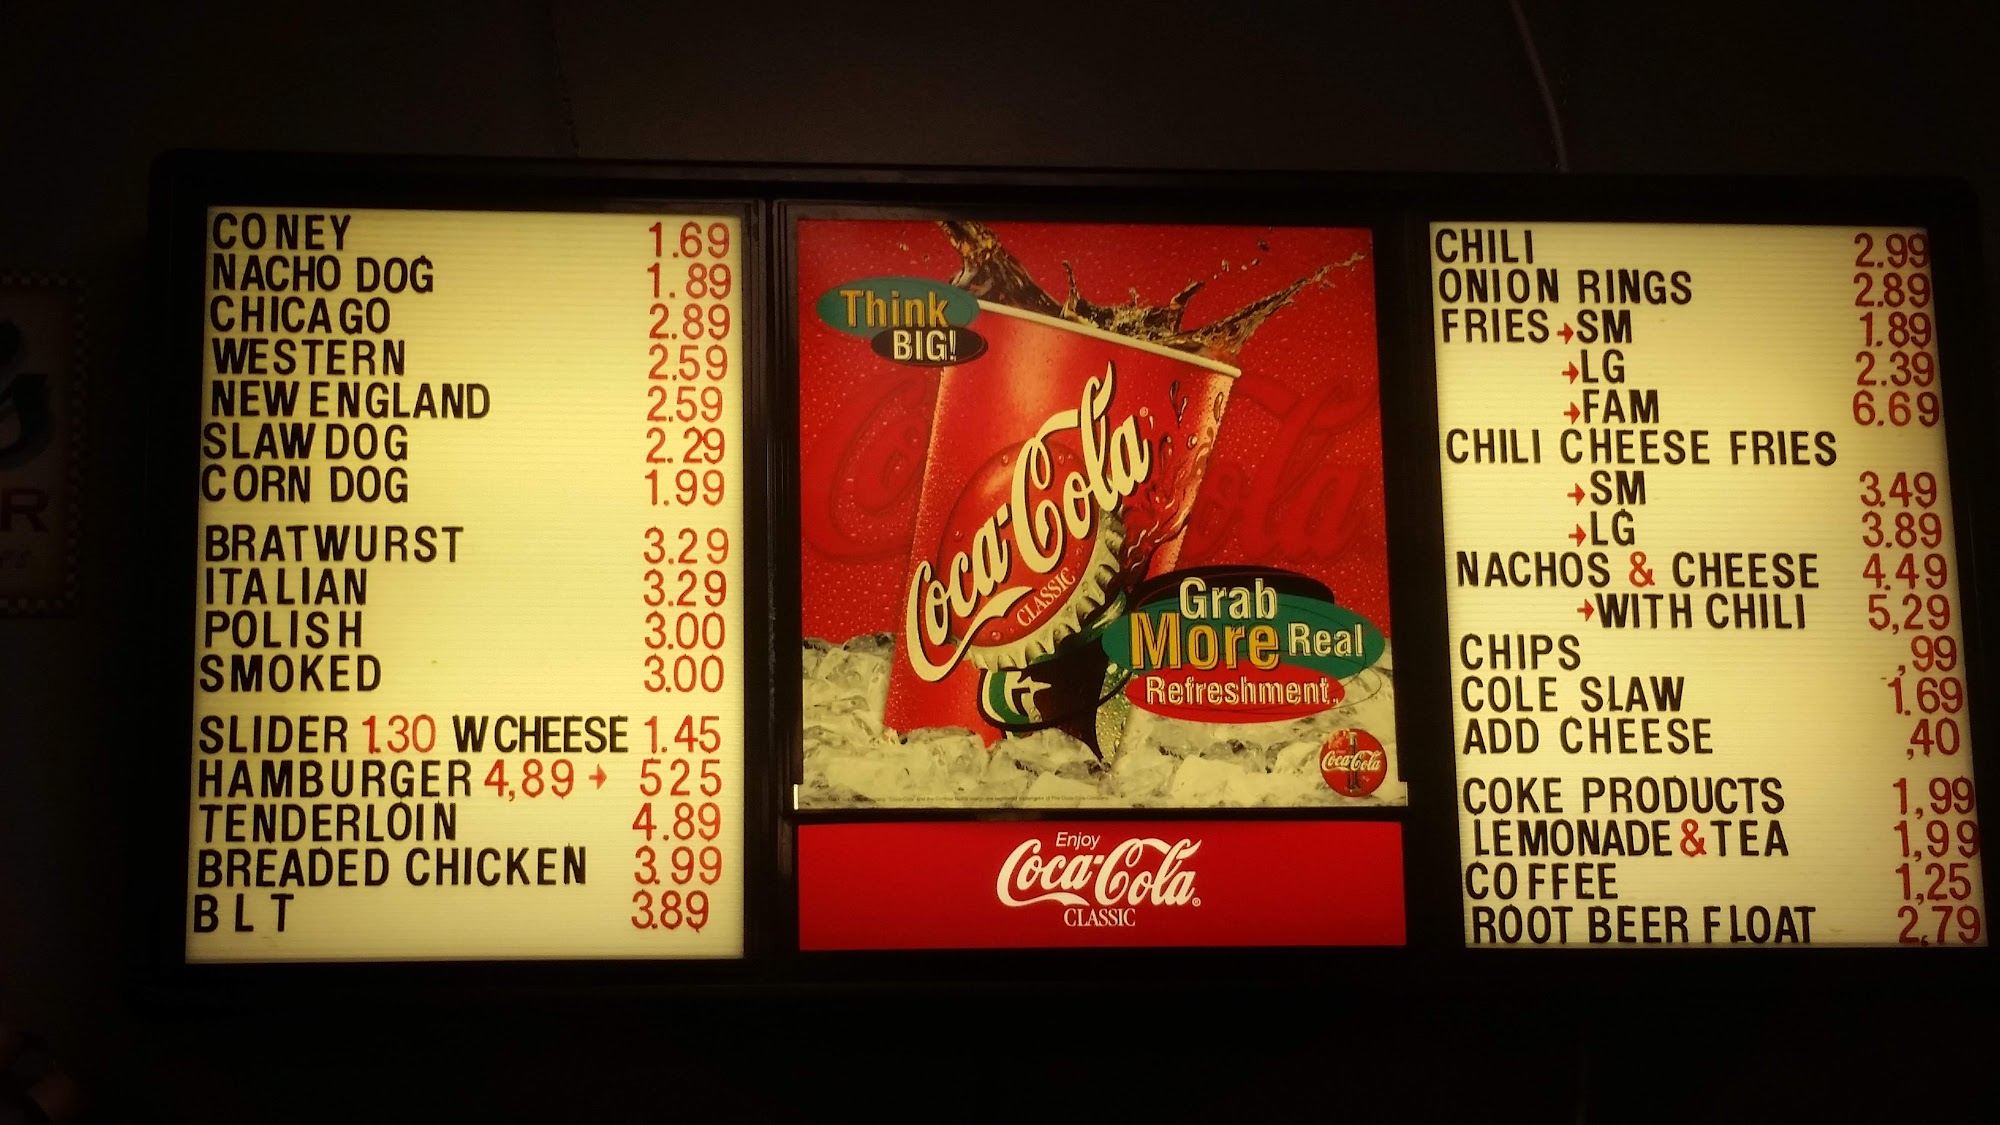 CONEY 1.69
NACHO DOG 1.89
CHICAGO 2.89
WESTERN 2.59
NEW ENGLAND 2.59
SLAW DOG 2.29
CORN DOG 1.99
BRATWURST 3.29
ITALIAN 3.29
POLISH 3.00
SMOKED 3.00
SLIDER 1.30 W CHEESE 1.45
HAMBURGER 4,89 → 525
TENDERLOIN 4.89
BREADED CHICKEN 3.99
B L T 3.89
Think
BIG!
Coca-Cola
CLASSIC
Grab
More Real
Refreshment.
Coca-Cola
Enjoy
Coca-Cola
CLASSIC
CHILI 2.99
ONION RINGS 2.89
FRIES → SM 1.89
→ LG 2.39
→ FAM 6.69
CHILI CHEESE FRIES
→ SM 3.49
→ LG 3.89
NACHOS & CHEESE 4.49
→ WITH CHILI 5,29
CHIPS ,99
COLE SLAW 1.69
ADD CHEESE ,40
COKE PRODUCTS 1,99
LEMONADE & TEA 1,99
COFFEE 1,25
ROOT BEER FLOAT 2,79